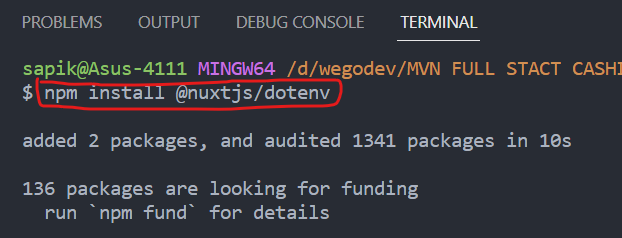 PROBLEMS OUTPUT DEBUG CONSOLE TERMINAL
sapik@Asus-4111 MINGW64 /d/wegodev/MVN FULL STACT CASHI
$ npm install @nuxtjs/dotenv
added 2 packages, and audited 1341 packages in 10s
136 packages are looking for funding
run `npm fund` for details